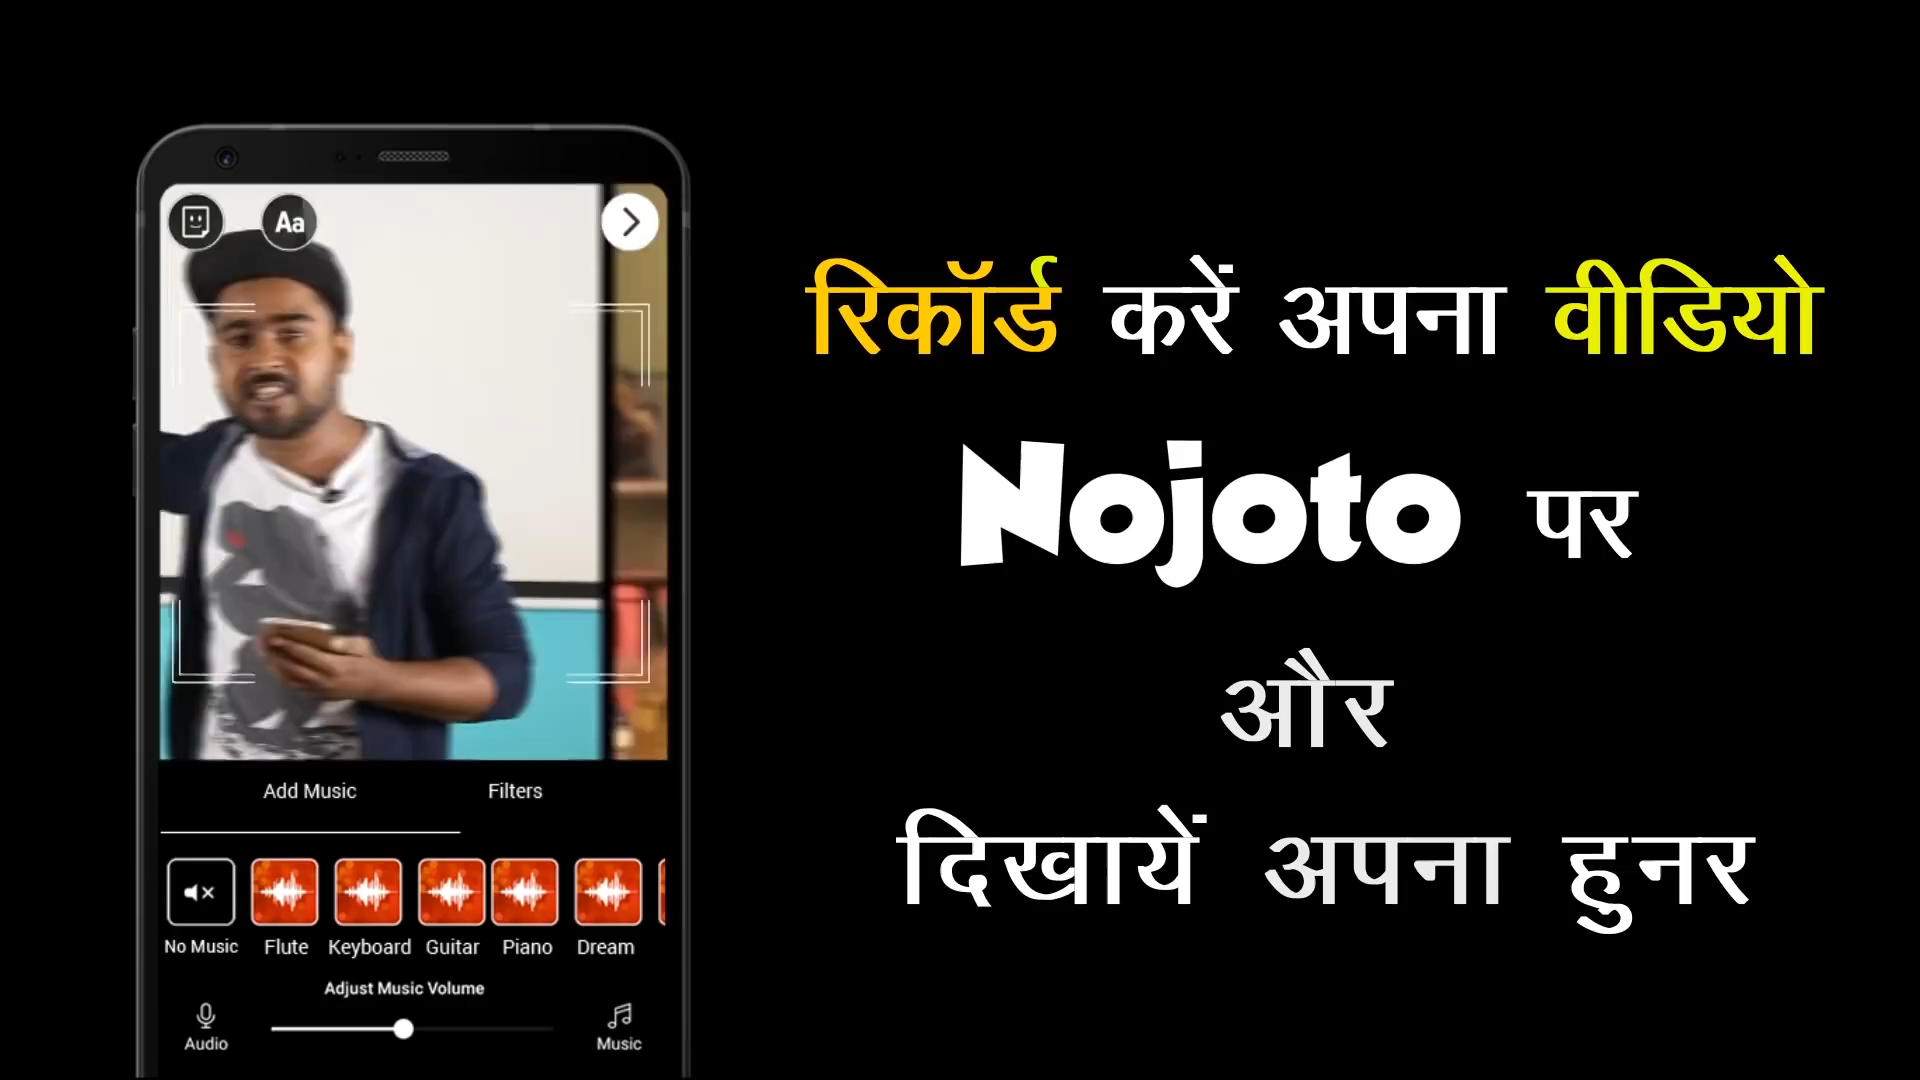 Aa
रिकॉर्ड करें अपना वीडियो
Nojoto पर
और
दिखायें अपना हुनर
Add Music Filters
No Music Flute Keyboard Guitar Piano Dream
Adjust Music Volume
Audio Music